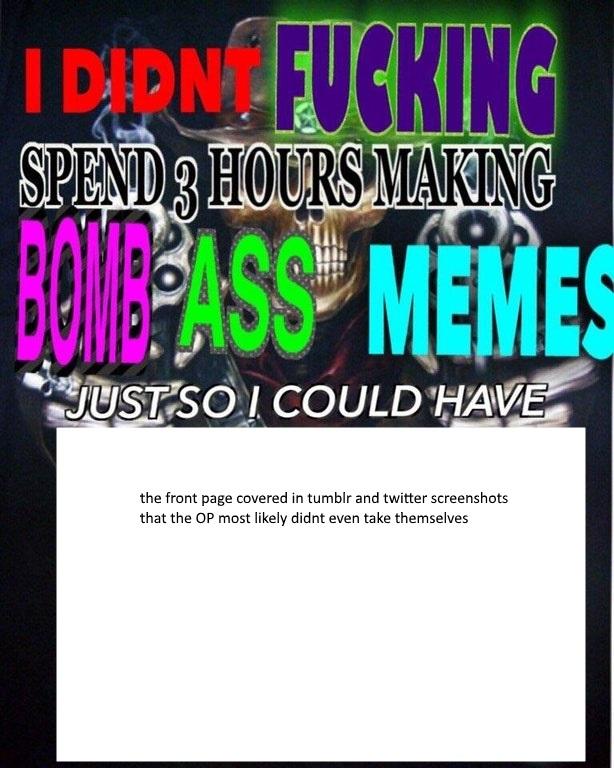 I DIDNT FUCKING
SPEND 3 HOURS MAKING
BOMB ASS MEMES
JUST SO I COULD HAVE
the front page covered in tumblr and twitter screenshots
that the OP most likely didnt even take themselves